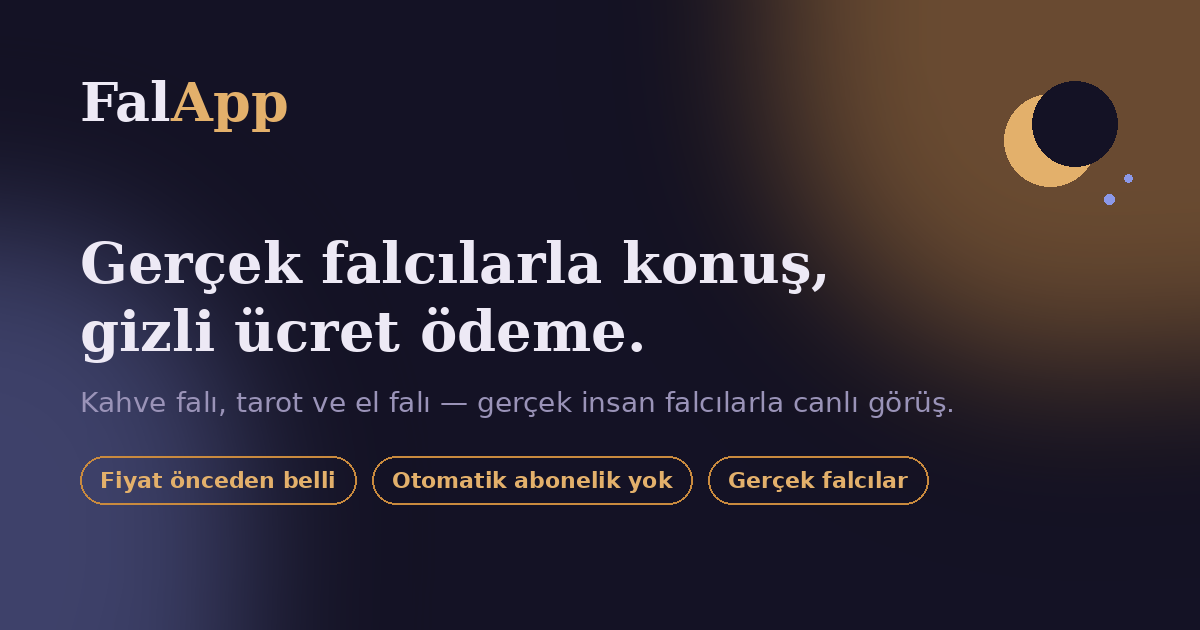 FalApp
Gerçek falcılarla konuş,
gizli ücret ödeme.
Kahve falı, tarot ve el falı — gerçek insan falcılarla canlı görüş.
Fiyat önceden belli
Otomatik abonelik yok
Gerçek falcılar